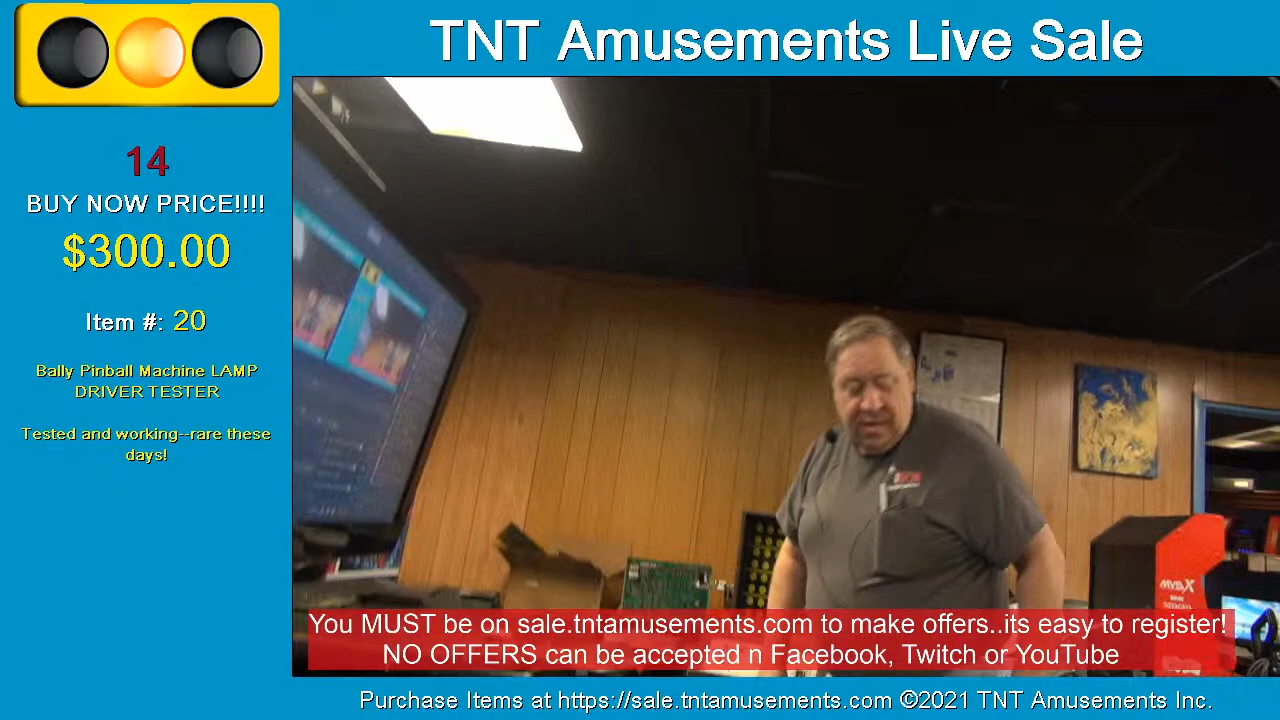 TNT Amusements Live Sale
14
BUY NOW PRICE!!!!
$300.00
Item #: 20
Bally Pinball Machine LAMP
DRIVER TESTER
Tested and working--rare these
days!
MVSX
You MUST be on sale.tntamusements.com to make offers..its easy to register!
NO OFFERS can be accepted n Facebook, Twitch or YouTube
Purchase Items at https://sale.tntamusements.com ©2021 TNT Amusements Inc.